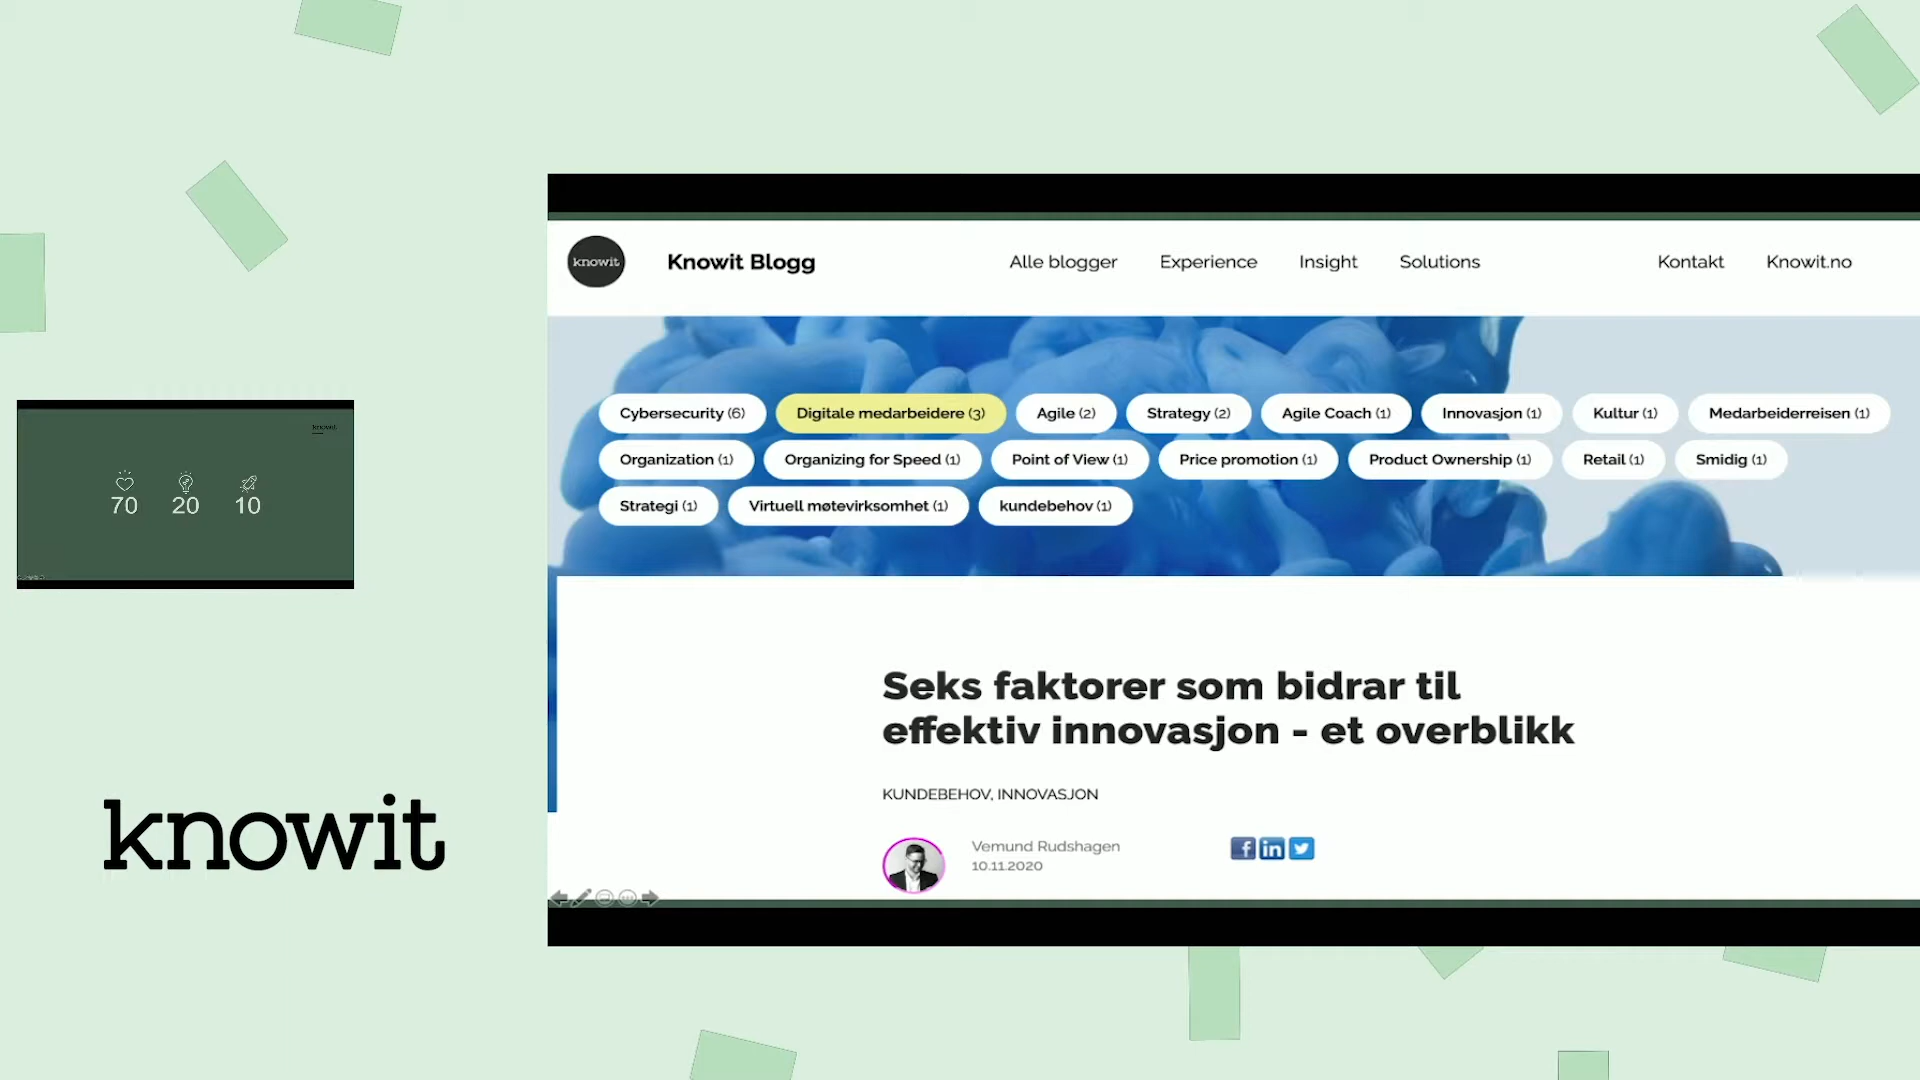 knowit
70 20 10
knowit
knowit
Knowit Blogg
Alle blogger Experience Insight Solutions
Kontakt Knowit.no
Cybersecurity (6) Digitale medarbeidere (3) Agile (2) Strategy (2) Agile Coach (1) Innovasjon (1) Kultur (1) Medarbeiderreisen (1)
Organization (1) Organizing for Speed (1) Point of View (1) Price promotion (1) Product Ownership (1) Retail (1) Smidig (1)
Strategi (1) Virtuell møtevirksomhet (1) kundebehov (1)
Seks faktorer som bidrar til
effektiv innovasjon - et overblikk
KUNDEBEHOV, INNOVASJON
Vemund Rudshagen
10.11.2020